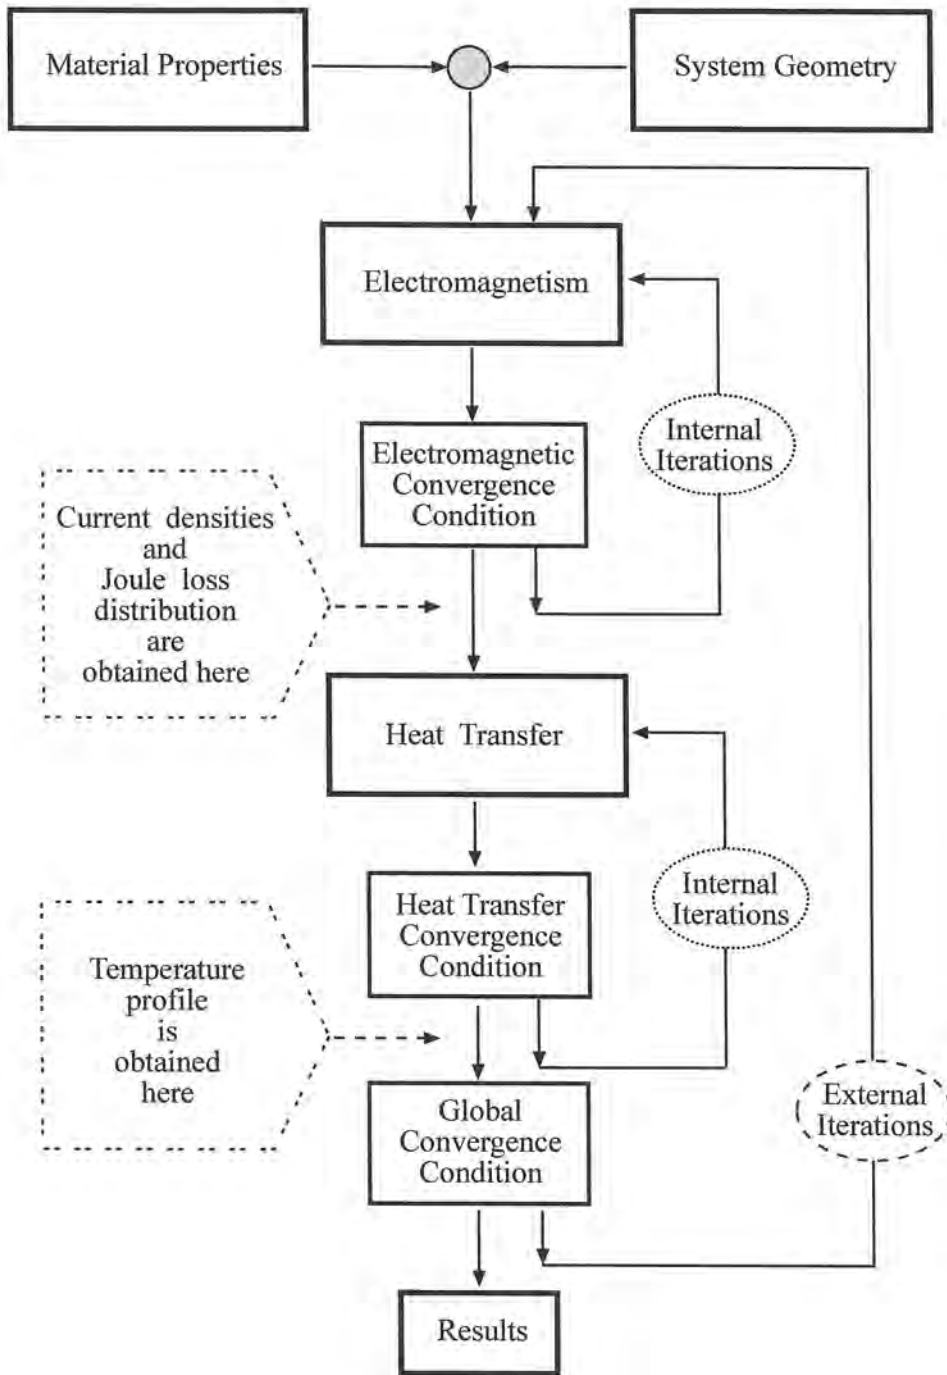 Material Properties
System Geometry
Electromagnetism
Internal
Iterations
Electromagnetic
Convergence
Condition
Current densities
and
Joule loss
distribution
are
obtained here
Heat Transfer
Internal
Iterations
Heat Transfer
Convergence
Condition
Temperature
profile
is
obtained
here
External
Iterations
Global
Convergence
Condition
Results